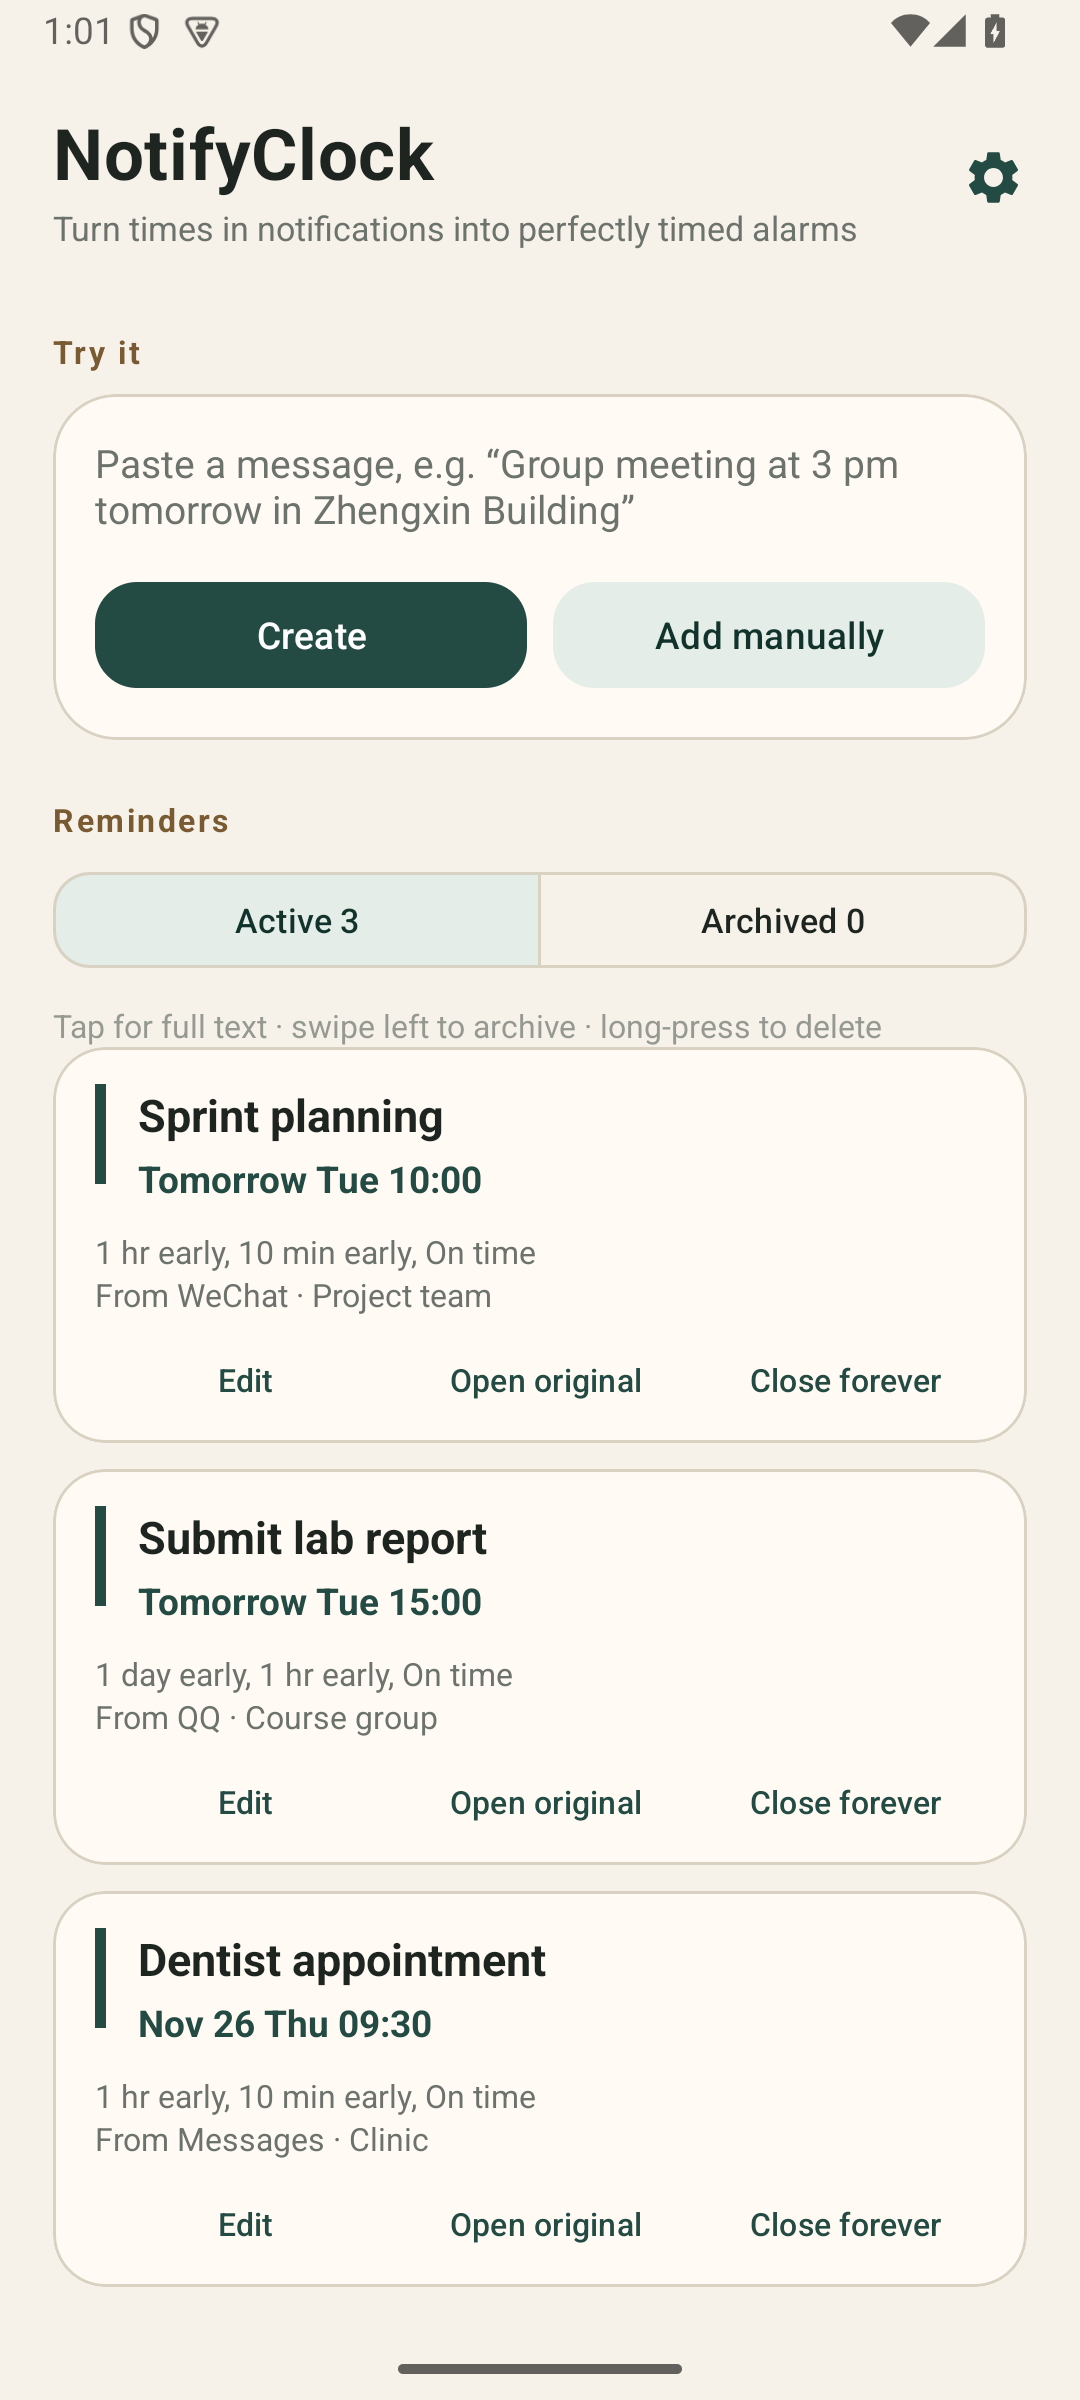 1:01
NotifyClock
Turn times in notifications into perfectly timed alarms
Try it
Paste a message, e.g. “Group meeting at 3 pm
tomorrow in Zhengxin Building”
Create
Add manually
Reminders
Active 3
Archived 0
Tap for full text · swipe left to archive · long-press to delete
Sprint planning
Tomorrow Tue 10:00
1 hr early, 10 min early, On time
From WeChat · Project team
Edit
Open original
Close forever
Submit lab report
Tomorrow Tue 15:00
1 day early, 1 hr early, On time
From QQ · Course group
Edit
Open original
Close forever
Dentist appointment
Nov 26 Thu 09:30
1 hr early, 10 min early, On time
From Messages · Clinic
Edit
Open original
Close forever